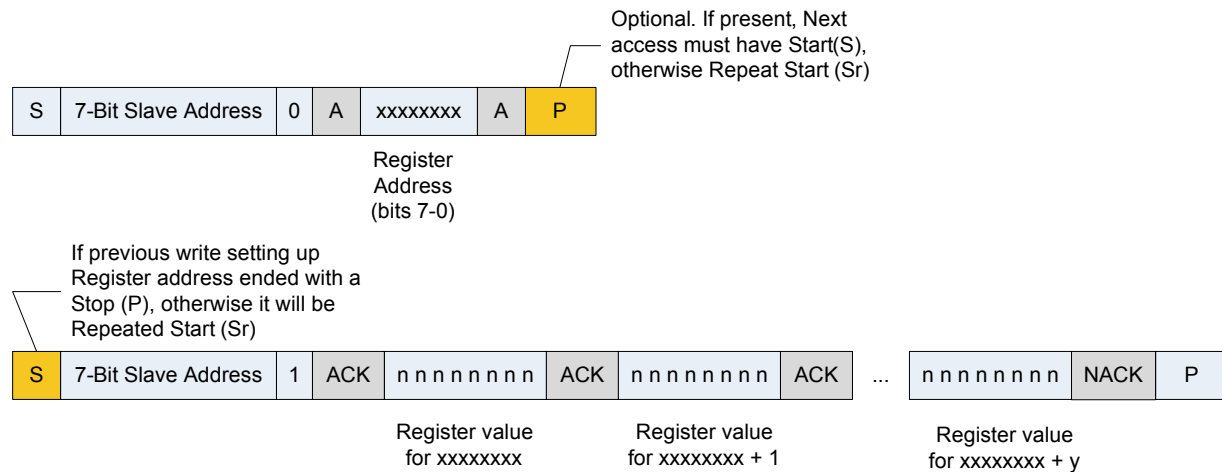 Optional. If present, Next
access must have Start(S),
otherwise Repeat Start (Sr)
S 7-Bit Slave Address 0 A xxxxxxxx A P
Register
Address
(bits 7-0)
If previous write setting up
Register address ended with a
Stop (P), otherwise it will be
Repeated Start (Sr)
S 7-Bit Slave Address 1 ACK n n n n n n n n ACK n n n n n n n n ACK ... n n n n n n n n NACK P
Register value
for xxxxxxxx
Register value
for xxxxxxxx + 1
Register value
for xxxxxxxx + y